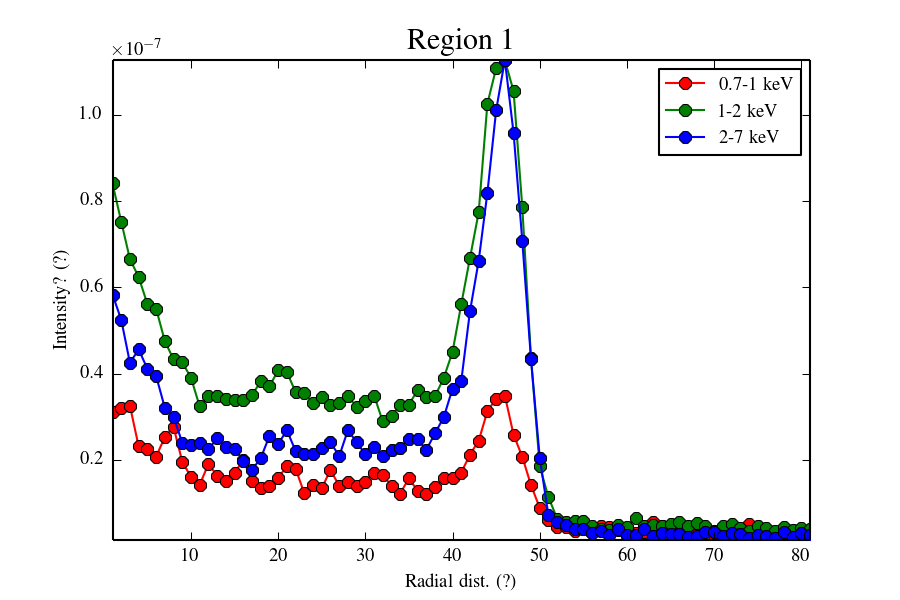 Region 1
×10⁻⁷
1.0
0.8
0.6
0.4
0.2
Intensity? (?)
10 20 30 40 50 60 70 80
Radial dist. (?)
0.7-1 keV
1-2 keV
2-7 keV